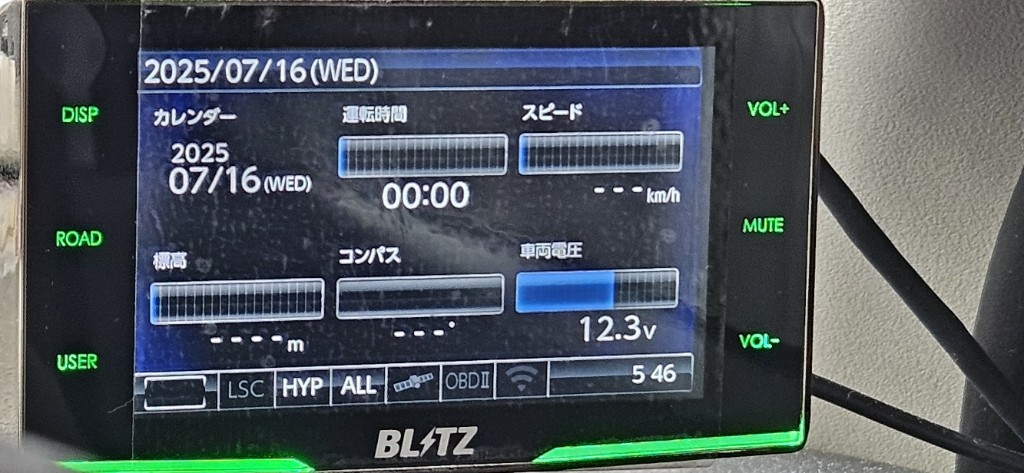 2025/07/16(WED)
DISP
カレンダー
運転時間
スピード
VOL+
2025
07/16(WED)
00:00
---km/h
ROAD
MUTE
標高
コンパス
車両電圧
----m
---°
12.3v
USER
VOL-
LSC HYP ALL OBDⅡ 5 46
BLITZ